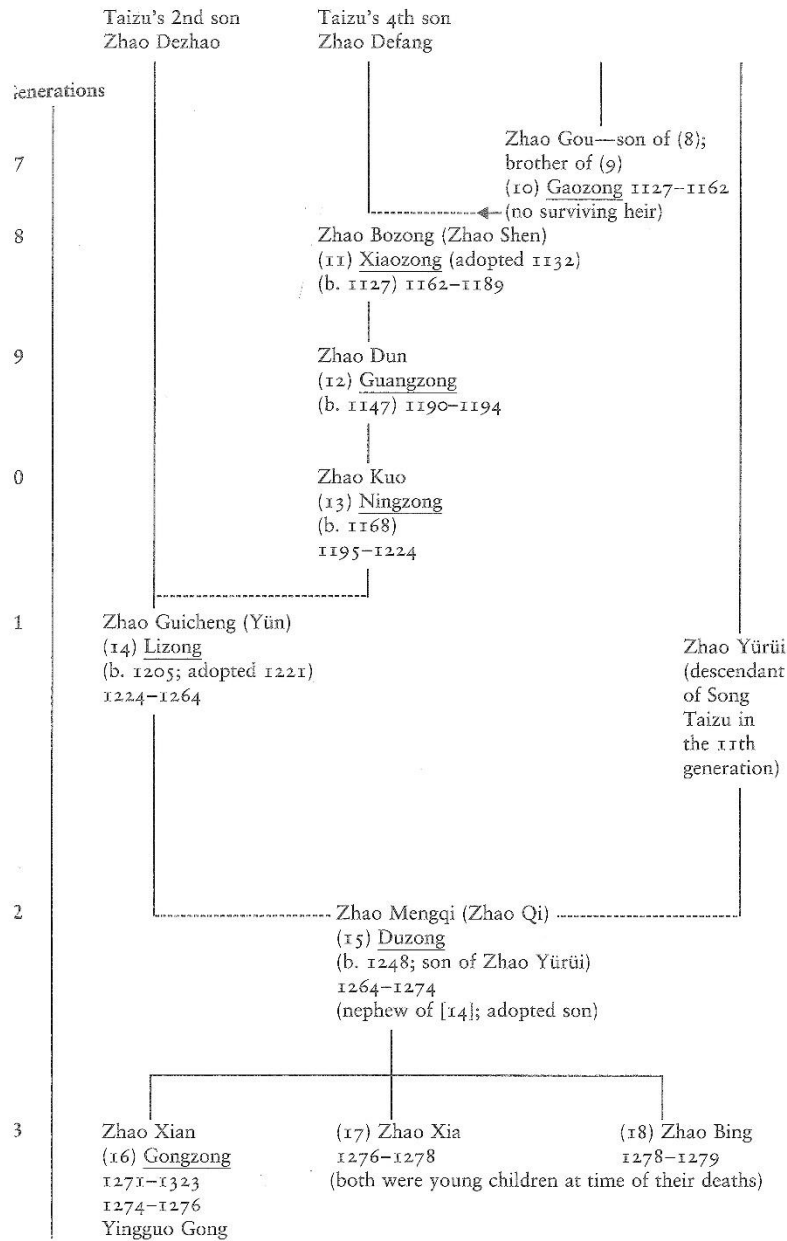 Taizu's 2nd son
Zhao Dezhao
Taizu's 4th son
Zhao Defang
enerations
7
Zhao Gou—son of (8);
brother of (9)
(10) Gaozong 1127–1162
(no surviving heir)
8
Zhao Bozong (Zhao Shen)
(11) Xiaozong (adopted 1132)
(b. 1127) 1162–1189
9
Zhao Dun
(12) Guangzong
(b. 1147) 1190–1194
0
Zhao Kuo
(13) Ningzong
(b. 1168)
1195–1224
1
Zhao Guicheng (Yün)
(14) Lizong
(b. 1205; adopted 1221)
1224–1264
Zhao Yürüi
(descendant
of Song
Taizu in
the 11th
generation)
2
Zhao Mengqi (Zhao Qi)
(15) Duzong
(b. 1248; son of Zhao Yürüi)
1264–1274
(nephew of [14]; adopted son)
3
Zhao Xian
(16) Gongzong
1271–1323
1274–1276
Yingguo Gong
(17) Zhao Xia
1276–1278
(18) Zhao Bing
1278–1279
(both were young children at time of their deaths)